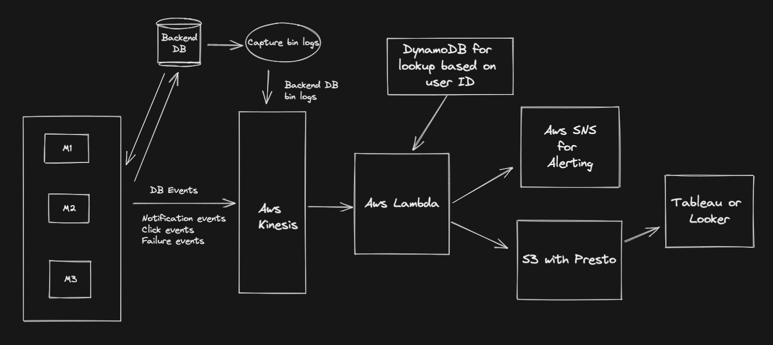 Backend
DB
Capture bin logs
Backend DB
bin logs
DynamoDB for
lookup based on
user ID
M1
M2
M3
DB Events
Notification events
Click events
Failure events
Aws
Kinesis
Aws Lambda
Aws SNS
for
Alerting
S3 with Presto
Tableau or
Looker